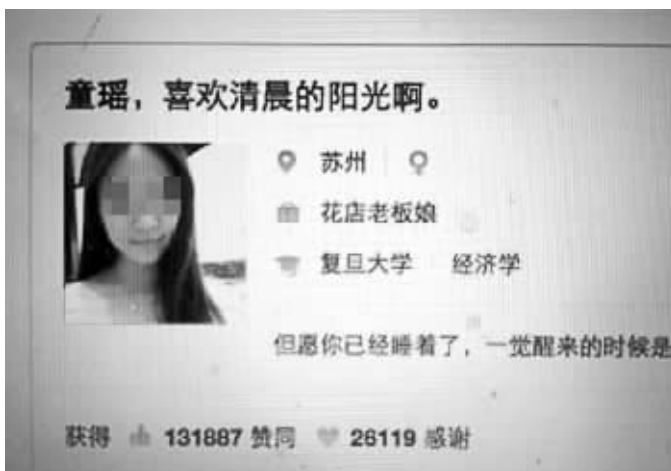 童瑶，喜欢清晨的阳光啊。
苏州
花店老板娘
复旦大学 经济学
但愿你已经睡着了，一觉醒来的时候是
获得 131887 赞同 26119 感谢